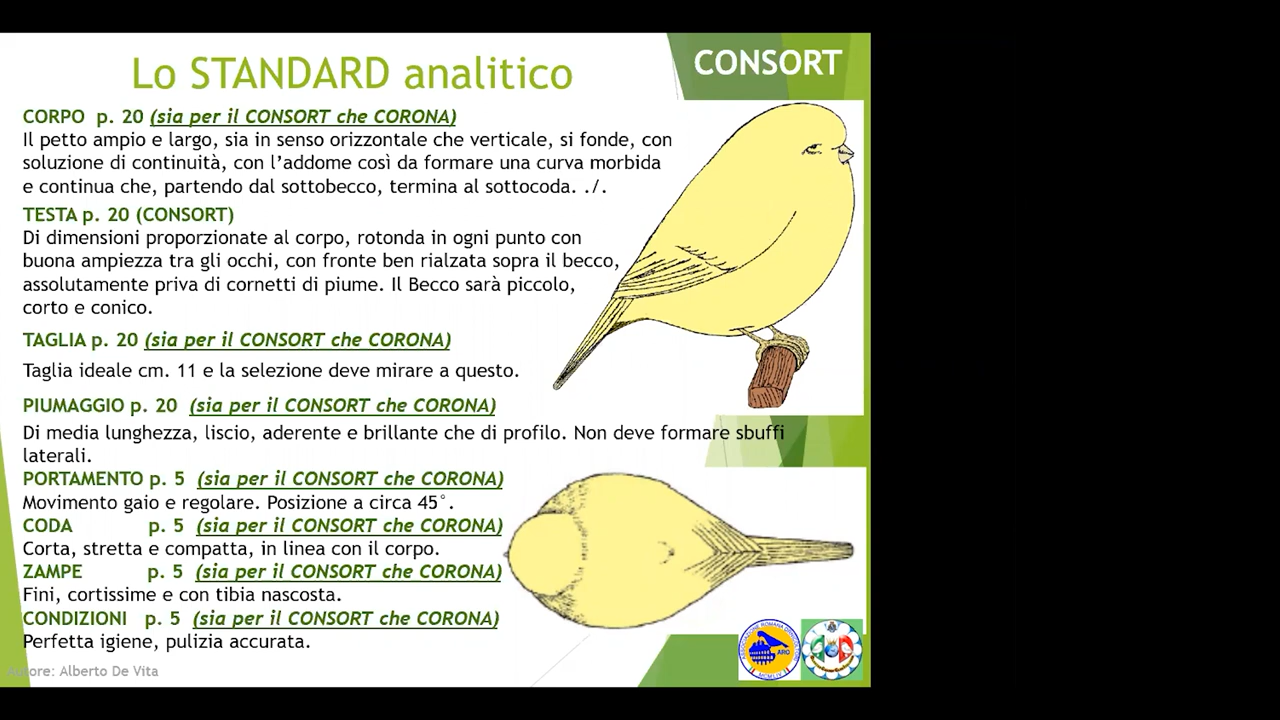 Lo STANDARD analitico
CONSORT
CORPO p. 20 (sia per il CONSORT che CORONA)
Il petto ampio e largo, sia in senso orizzontale che verticale, si fonde, con
soluzione di continuità, con l'addome così da formare una curva morbida
e continua che, partendo dal sottobecco, termina al sottocoda. ./.
TESTA p. 20 (CONSORT)
Di dimensioni proporzionate al corpo, rotonda in ogni punto con
buona ampiezza tra gli occhi, con fronte ben rialzata sopra il becco,
assolutamente priva di cornetti di piume. Il Becco sarà piccolo,
corto e conico.
TAGLIA p. 20 (sia per il CONSORT che CORONA)
Taglia ideale cm. 11 e la selezione deve mirare a questo.
PIUMAGGIO p. 20 (sia per il CONSORT che CORONA)
Di media lunghezza, liscio, aderente e brillante che di profilo. Non deve formare sbuffi
laterali.
PORTAMENTO p. 5 (sia per il CONSORT che CORONA)
Movimento gaio e regolare. Posizione a circa 45°.
CODA p. 5 (sia per il CONSORT che CORONA)
Corta, stretta e compatta, in linea con il corpo.
ZAMPE p. 5 (sia per il CONSORT che CORONA)
Fini, cortissime e con tibia nascosta.
CONDIZIONI p. 5 (sia per il CONSORT che CORONA)
Perfetta igiene, pulizia accurata.
Autore: Alberto De Vita
ARO